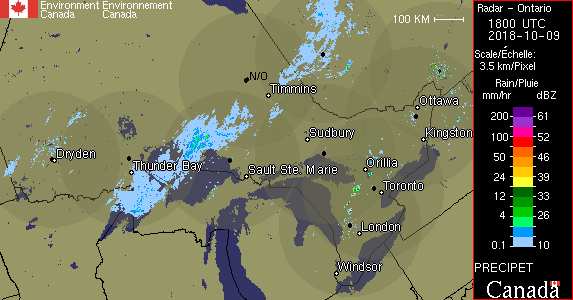 Environment Environnement
Canada Canada
100 KM
N/O
Timmins
Ottawa
Sudbury
Kingston
Dryden
Thunder Bay
Sault Ste. Marie
Orillia
Toronto
London
Windsor
Radar - Ontario
1800 UTC
2018-10-09
Scale/Échelle:
3.5 km/Pixel
Rain/Pluie
mm/hr dBZ
200 61
100 52
50 46
24 39
12 33
4 26
0.1 10
PRECIPET
Canada